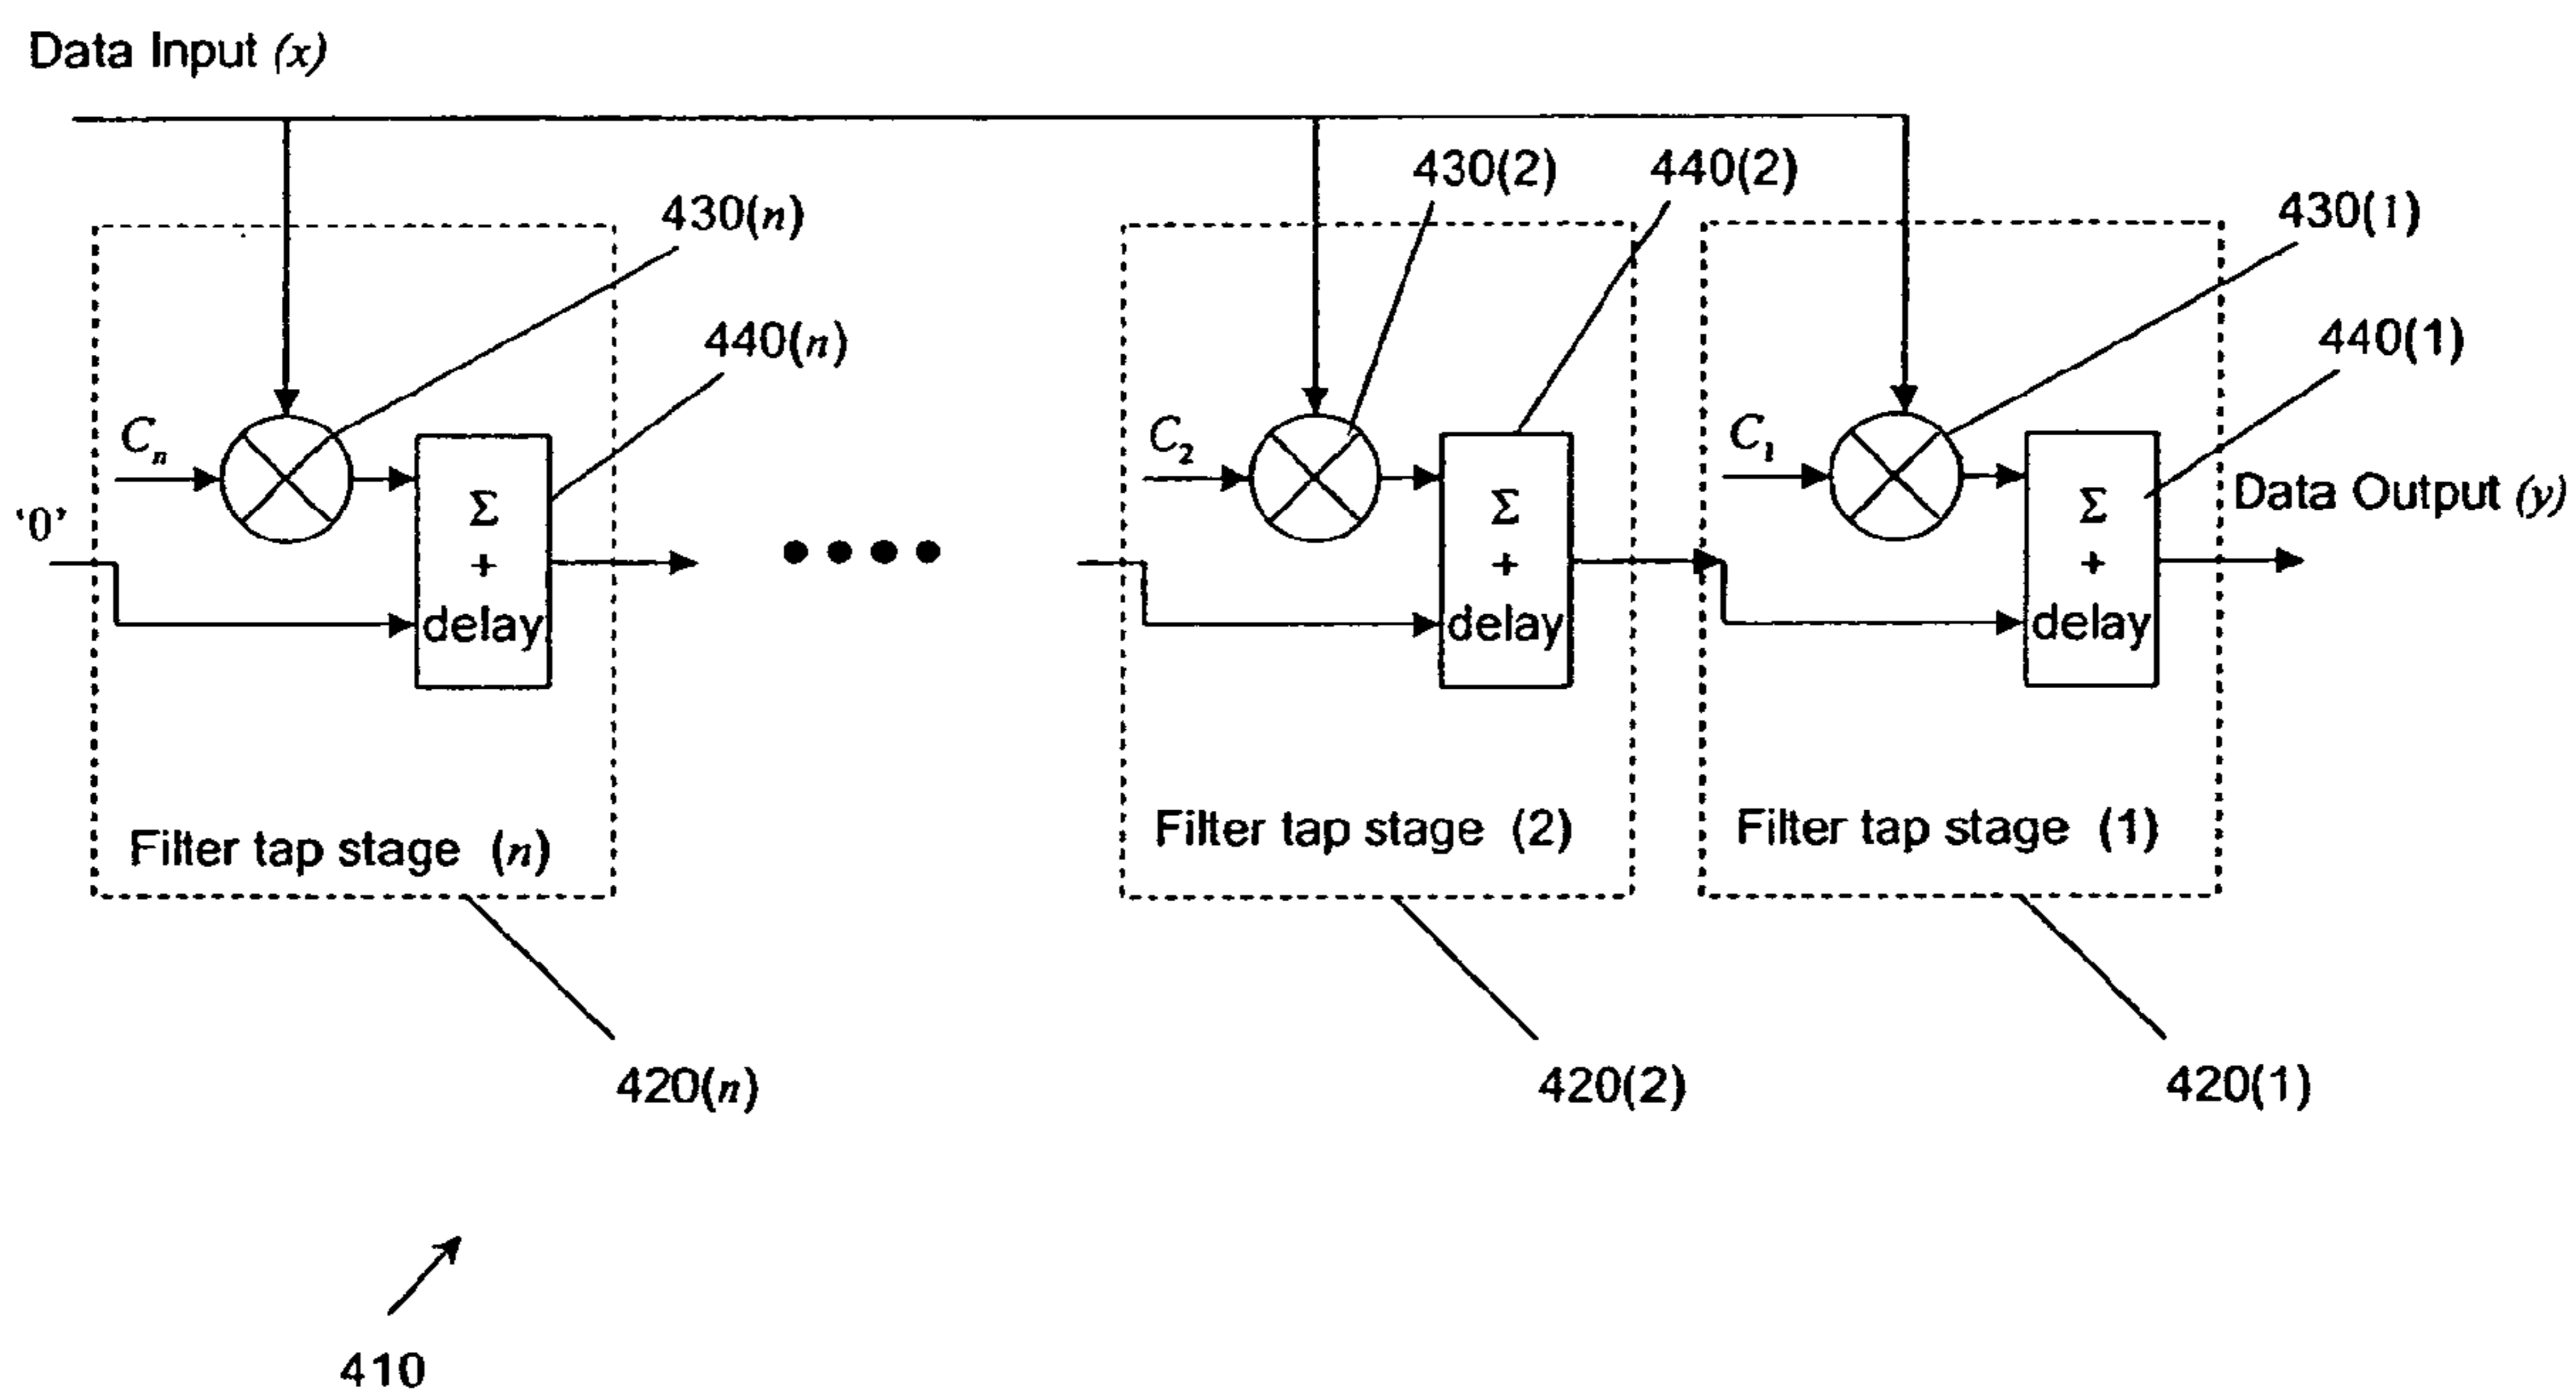 Data Input (x)
430(2)
440(2)
430(n)
430(1)
440(n)
440(1)
Cn
C2
C1
'0'
Σ
+
delay
Σ
+
delay
Σ
+
delay
Data Output (y)
Filter tap stage (n)
Filter tap stage (2)
Filter tap stage (1)
420(n)
420(2)
420(1)
410